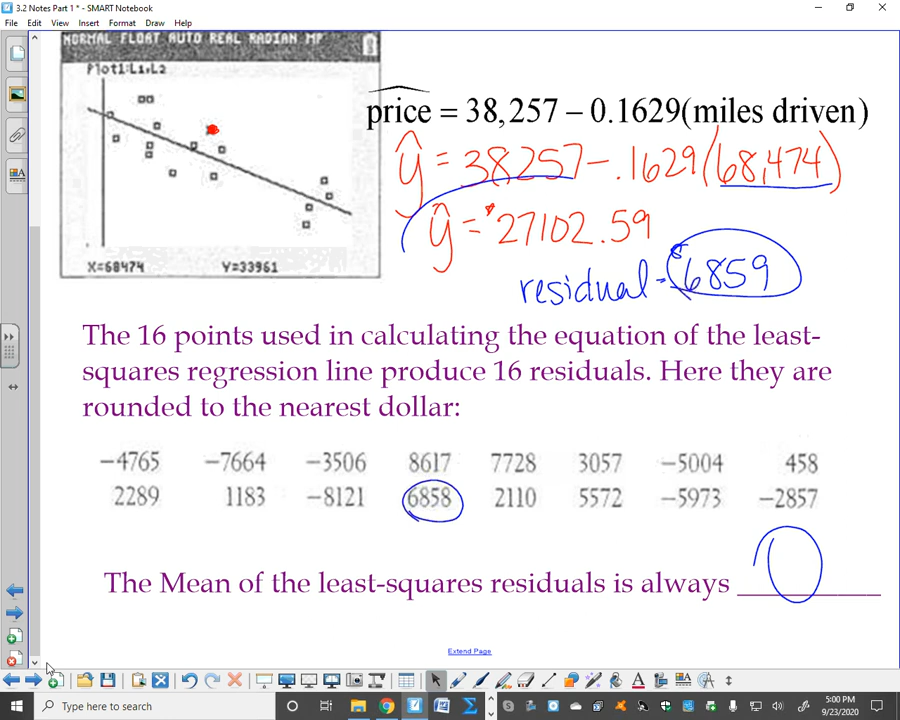 3.2 Notes Part 1 * - SMART Notebook
File Edit View Insert Format Draw Help
NORMAL FLOAT AUTO REAL RADIAN MP
Plot1:L1,L2
X=68474 Y=33961
price = 38,257 − 0.1629(miles driven)
ŷ = 38,257 - .1629(68,474)
ŷ = $27102.59
residual = $6859
The 16 points used in calculating the equation of the least-
squares regression line produce 16 residuals. Here they are
rounded to the nearest dollar:
−4765 −7664 −3506 8617 7728 3057 −5004 458
2289 1183 −8121 6858 2110 5572 −5973 −2857
The Mean of the least-squares residuals is always 0
Extend Page
Type here to search
5:00 PM
9/23/2020